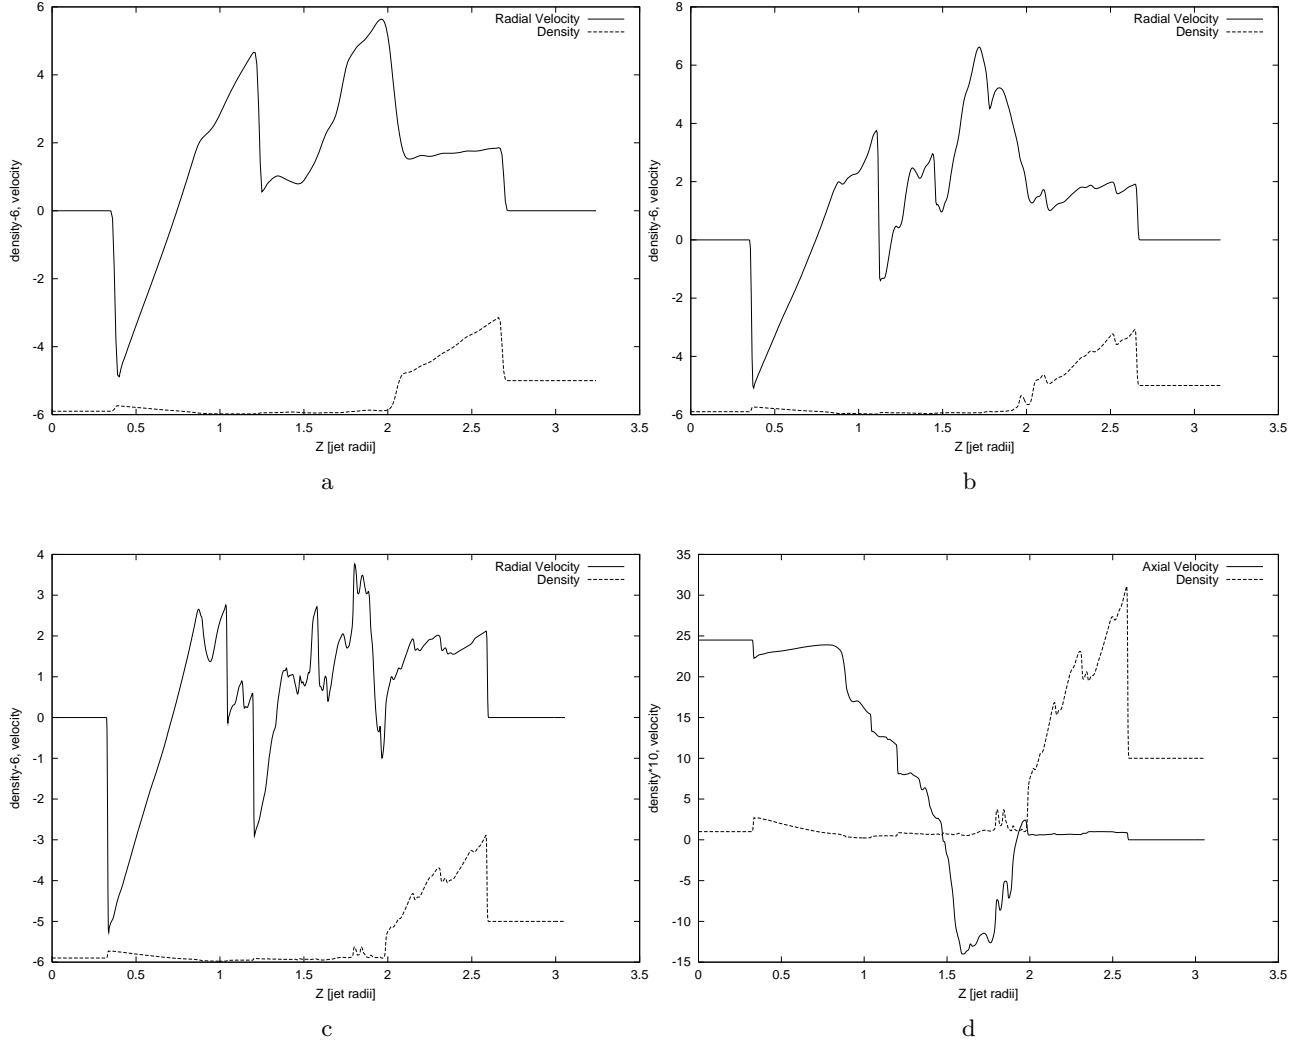 6
4
2
0
-2
-4
-6
0 0.5 1 1.5 2 2.5 3 3.5
density-6, velocity
Z [jet radii]
Radial Velocity
Density
a
8
6
4
2
0
-2
-4
-6
0 0.5 1 1.5 2 2.5 3 3.5
density-6, velocity
Z [jet radii]
Radial Velocity
Density
b
4
3
2
1
0
-1
-2
-3
-4
-5
-6
0 0.5 1 1.5 2 2.5 3 3.5
density-6, velocity
Z [jet radii]
Radial Velocity
Density
c
35
30
25
20
15
10
5
0
-5
-10
-15
0 0.5 1 1.5 2 2.5 3 3.5
density*10, velocity
Z [jet radii]
Axial Velocity
Density
d